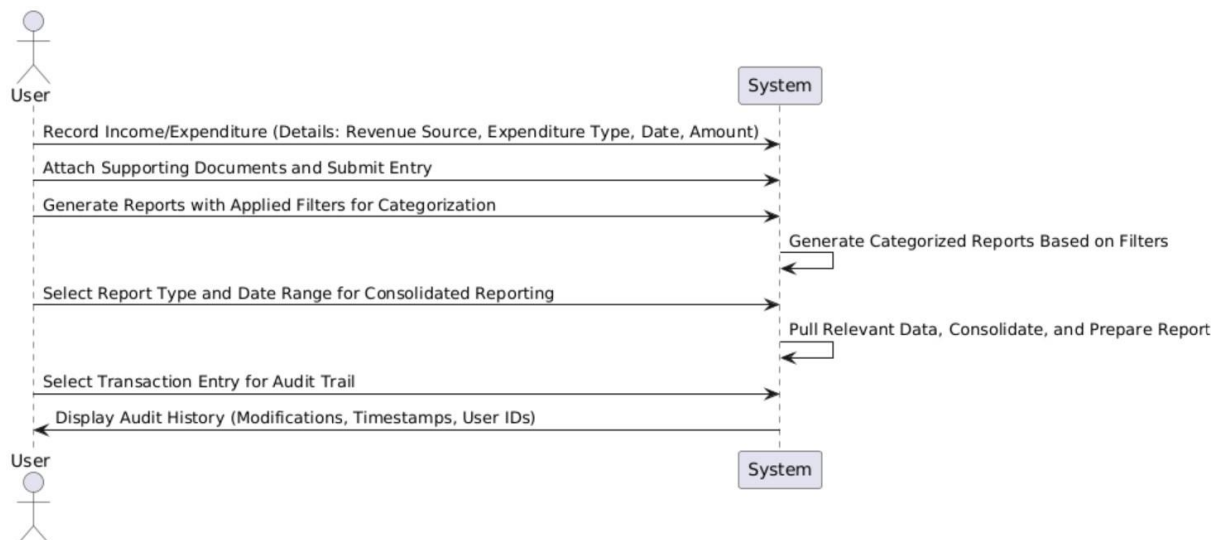 User
System
Record Income/Expenditure (Details: Revenue Source, Expenditure Type, Date, Amount)
Attach Supporting Documents and Submit Entry
Generate Reports with Applied Filters for Categorization
Generate Categorized Reports Based on Filters
Select Report Type and Date Range for Consolidated Reporting
Pull Relevant Data, Consolidate, and Prepare Report
Select Transaction Entry for Audit Trail
Display Audit History (Modifications, Timestamps, User IDs)
User
System